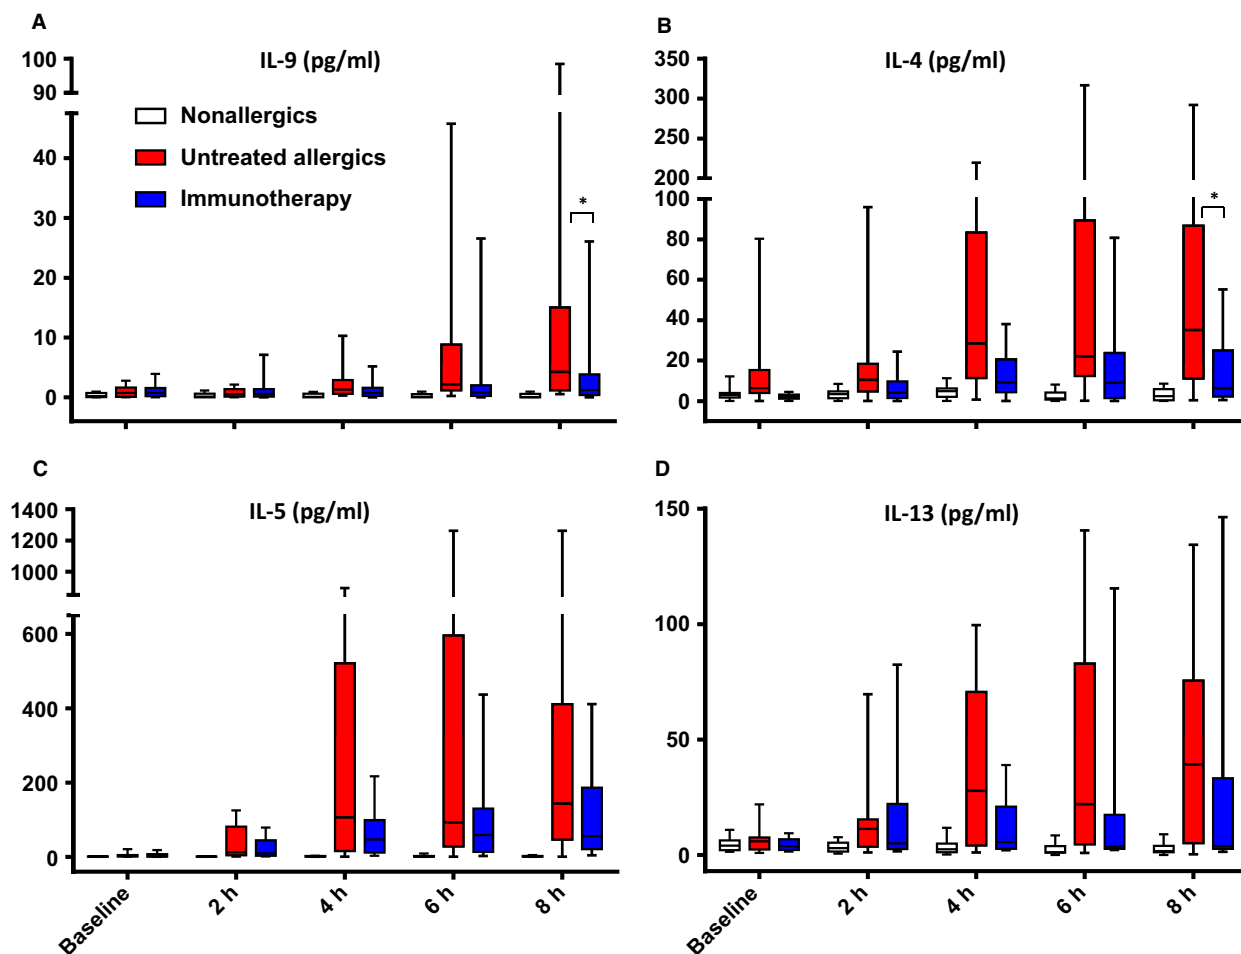 A
IL-9 (pg/ml)
100
90
40
30
20
10
0
Nonallergics
Untreated allergics
Immunotherapy
*
B
IL-4 (pg/ml)
350
300
250
200
100
80
60
40
20
0
*
C
IL-5 (pg/ml)
1400
1200
1000
600
400
200
0
Baseline
2 h
4 h
6 h
8 h
D
IL-13 (pg/ml)
150
100
50
0
Baseline
2 h
4 h
6 h
8 h